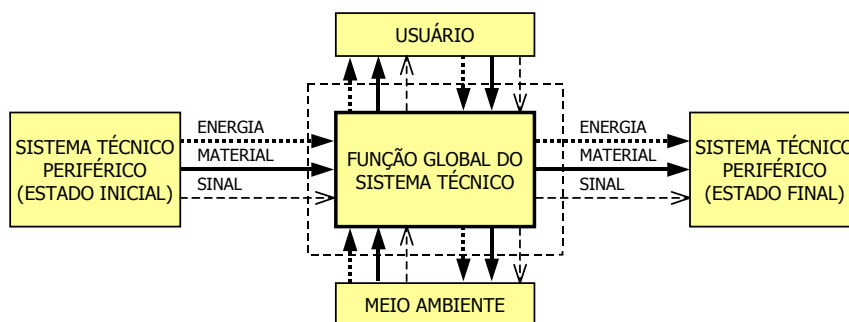 USUÁRIO
SISTEMA TÉCNICO
PERIFÉRICO
(ESTADO INICIAL)
ENERGIA
MATERIAL
SINAL
FUNÇÃO GLOBAL DO
SISTEMA TÉCNICO
ENERGIA
MATERIAL
SINAL
SISTEMA TÉCNICO
PERIFÉRICO
(ESTADO FINAL)
MEIO AMBIENTE